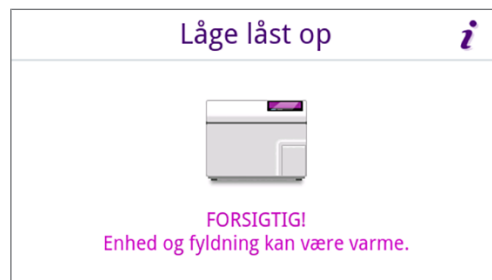 Låge låst op
i
FORSIGTIG!
Enhed og fyldning kan være varme.